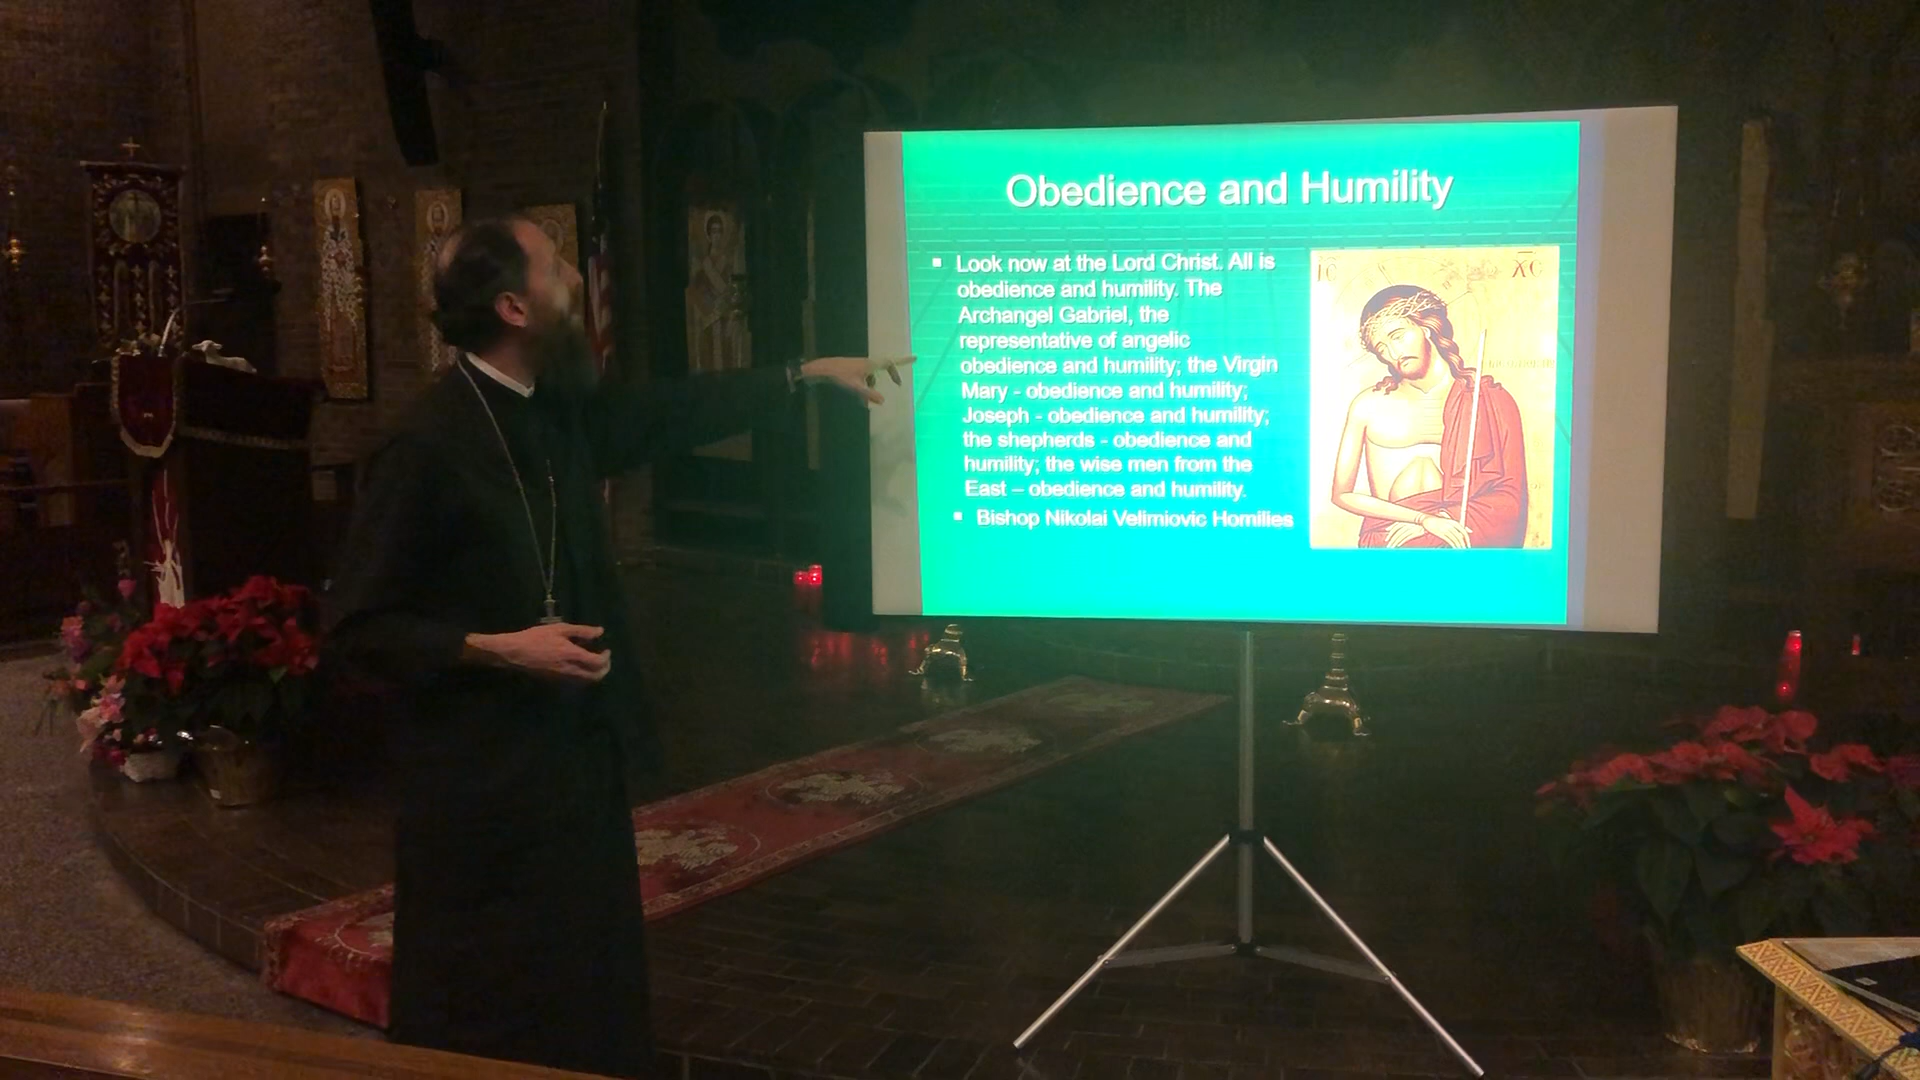 Obedience and Humility
Look now at the Lord Christ. All is
obedience and humility. The
Archangel Gabriel, the
representative of angelic
obedience and humility; the Virgin
Mary - obedience and humility;
Joseph - obedience and humility;
the shepherds - obedience and
humility; the wise men from the
East – obedience and humility.
Bishop Nikolai Velimiovic Homilies
IC XC